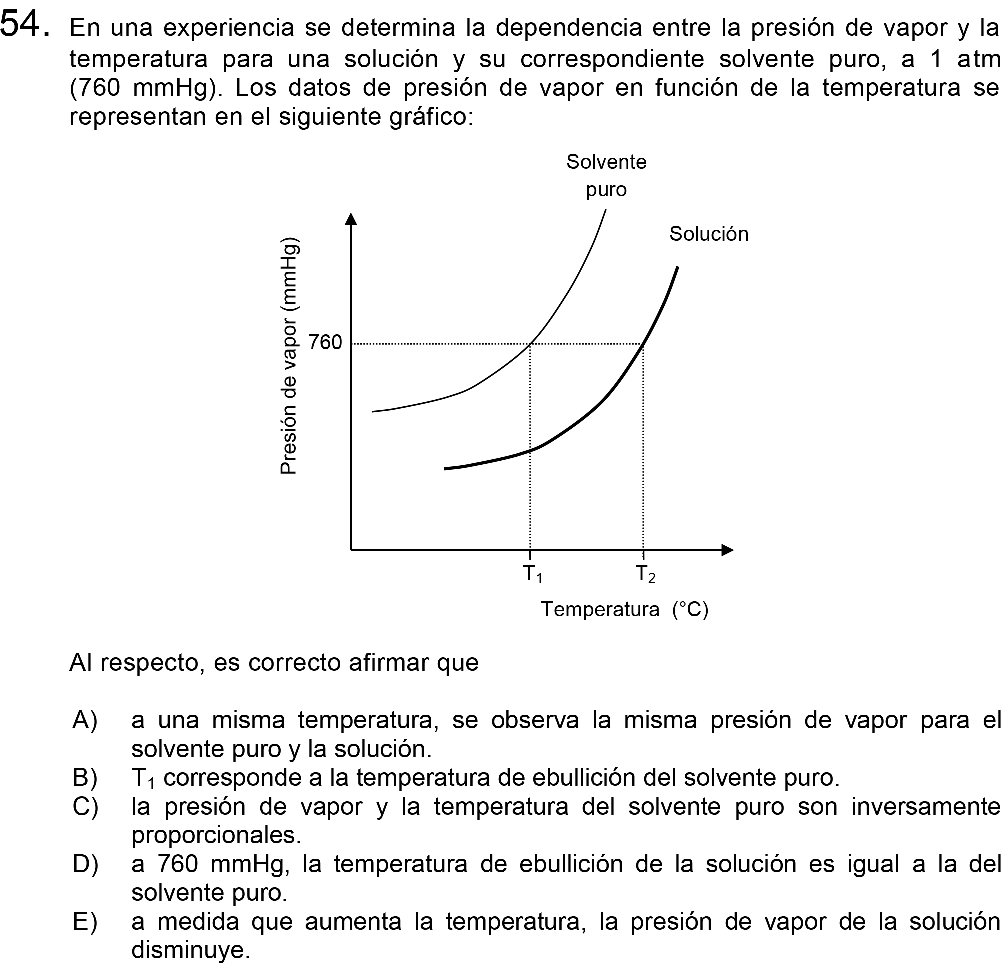 54. En una experiencia se determina la dependencia entre la presión de vapor y la
temperatura para una solución y su correspondiente solvente puro, a 1 atm
(760 mmHg). Los datos de presión de vapor en función de la temperatura se
representan en el siguiente gráfico:
Solvente
puro
Solución
Presión de vapor (mmHg)
760
T₁ T₂
Temperatura (°C)
Al respecto, es correcto afirmar que
A) a una misma temperatura, se observa la misma presión de vapor para el
solvente puro y la solución.
B) T₁ corresponde a la temperatura de ebullición del solvente puro.
C) la presión de vapor y la temperatura del solvente puro son inversamente
proporcionales.
D) a 760 mmHg, la temperatura de ebullición de la solución es igual a la del
solvente puro.
E) a medida que aumenta la temperatura, la presión de vapor de la solución
disminuye.